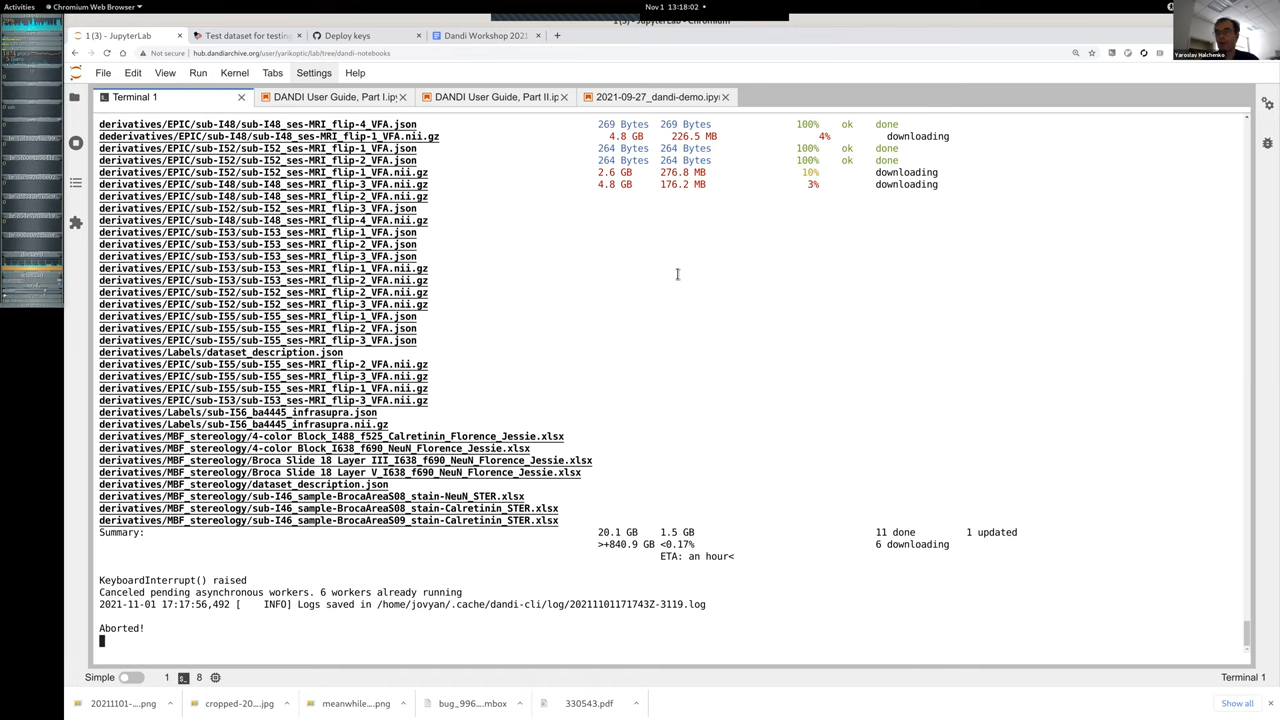 Activities
Chromium Web Browser
Nov 1 13:18:02
1 (3) - JupyterLab - Chromium
1 (3) - JupyterLab
Test dataset for testing
Deploy keys
Dandi Workshop 2021
Not secure
hub.dandiarchive.org/user/yarikoptic/lab/tree/dandi-notebooks
Yaroslav Halchenko
File Edit View Run Kernel Tabs Settings Help
Terminal 1
DANDI User Guide, Part I.ipy
DANDI User Guide, Part II.ip
2021-09-27_dandi-demo.ipy
derivatives/EPIC/sub-I48/sub-I48_ses-MRI_flip-4_VFA.json 269 Bytes 269 Bytes 100% ok done
dederivatives/EPIC/sub-I48/sub-I48_ses-MRI_flip-1_VFA.nii.gz 4.8 GB 226.5 MB 4% downloading
derivatives/EPIC/sub-I52/sub-I52_ses-MRI_flip-1_VFA.json 264 Bytes 264 Bytes 100% ok done
derivatives/EPIC/sub-I52/sub-I52_ses-MRI_flip-2_VFA.json 264 Bytes 264 Bytes 100% ok done
derivatives/EPIC/sub-I52/sub-I52_ses-MRI_flip-1_VFA.nii.gz 2.6 GB 276.8 MB 10% downloading
derivatives/EPIC/sub-I48/sub-I48_ses-MRI_flip-3_VFA.nii.gz 4.8 GB 176.2 MB 3% downloading
derivatives/EPIC/sub-I48/sub-I48_ses-MRI_flip-2_VFA.nii.gz
derivatives/EPIC/sub-I52/sub-I52_ses-MRI_flip-3_VFA.json
derivatives/EPIC/sub-I48/sub-I48_ses-MRI_flip-4_VFA.nii.gz
derivatives/EPIC/sub-I53/sub-I53_ses-MRI_flip-1_VFA.json
derivatives/EPIC/sub-I53/sub-I53_ses-MRI_flip-2_VFA.json
derivatives/EPIC/sub-I53/sub-I53_ses-MRI_flip-3_VFA.json
derivatives/EPIC/sub-I53/sub-I53_ses-MRI_flip-1_VFA.nii.gz
derivatives/EPIC/sub-I53/sub-I53_ses-MRI_flip-2_VFA.nii.gz
derivatives/EPIC/sub-I52/sub-I52_ses-MRI_flip-2_VFA.nii.gz
derivatives/EPIC/sub-I52/sub-I52_ses-MRI_flip-3_VFA.nii.gz
derivatives/EPIC/sub-I55/sub-I55_ses-MRI_flip-1_VFA.json
derivatives/EPIC/sub-I55/sub-I55_ses-MRI_flip-2_VFA.json
derivatives/EPIC/sub-I55/sub-I55_ses-MRI_flip-3_VFA.json
derivatives/Labels/dataset_description.json
derivatives/EPIC/sub-I55/sub-I55_ses-MRI_flip-2_VFA.nii.gz
derivatives/EPIC/sub-I55/sub-I55_ses-MRI_flip-3_VFA.nii.gz
derivatives/EPIC/sub-I55/sub-I55_ses-MRI_flip-1_VFA.nii.gz
derivatives/EPIC/sub-I53/sub-I53_ses-MRI_flip-3_VFA.nii.gz
derivatives/Labels/sub-I56_ba4445_infrasupra.json
derivatives/Labels/sub-I56_ba4445_infrasupra.nii.gz
derivatives/MBF_stereology/4-color Block_I488_f525_Calretinin_Florence_Jessie.xlsx
derivatives/MBF_stereology/4-color Block_I638_f690_NeuN_Florence_Jessie.xlsx
derivatives/MBF_stereology/Broca Slide 18 Layer III_I638_f690_NeuN_Florence_Jessie.xlsx
derivatives/MBF_stereology/Broca Slide 18 Layer V_I638_f690_NeuN_Florence_Jessie.xlsx
derivatives/MBF_stereology/dataset_description.json
derivatives/MBF_stereology/sub-I46_sample-BrocaAreaS08_stain-NeuN_STER.xlsx
derivatives/MBF_stereology/sub-I46_sample-BrocaAreaS08_stain-Calretinin_STER.xlsx
derivatives/MBF_stereology/sub-I46_sample-BrocaAreaS09_stain-Calretinin_STER.xlsx
Summary: 20.1 GB 1.5 GB 11 done 1 updated
>+840.9 GB <0.17% 6 downloading
ETA: an hour<
KeyboardInterrupt() raised
Canceled pending asynchronous workers. 6 workers already running
2021-11-01 17:17:56,492 [ INFO] Logs saved in /home/jovyan/.cache/dandi-cli/log/20211101171743Z-3119.log
Aborted!
Simple 1 8 Terminal 1
20211101-....png
cropped-20....jpg
meanwhile....png
bug_996....mbox
330543.pdf
Show all